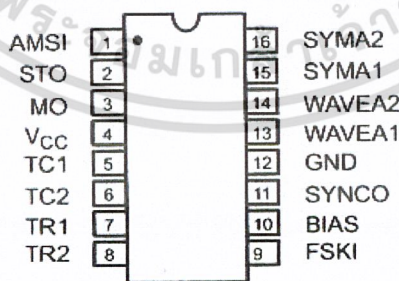 AMSI 1 16 SYMA2
STO 2 15 SYMA1
MO 3 14 WAVEA2
VCC 4 13 WAVEA1
TC1 5 12 GND
TC2 6 11 SYNCO
TR1 7 10 BIAS
TR2 8 9 FSKI